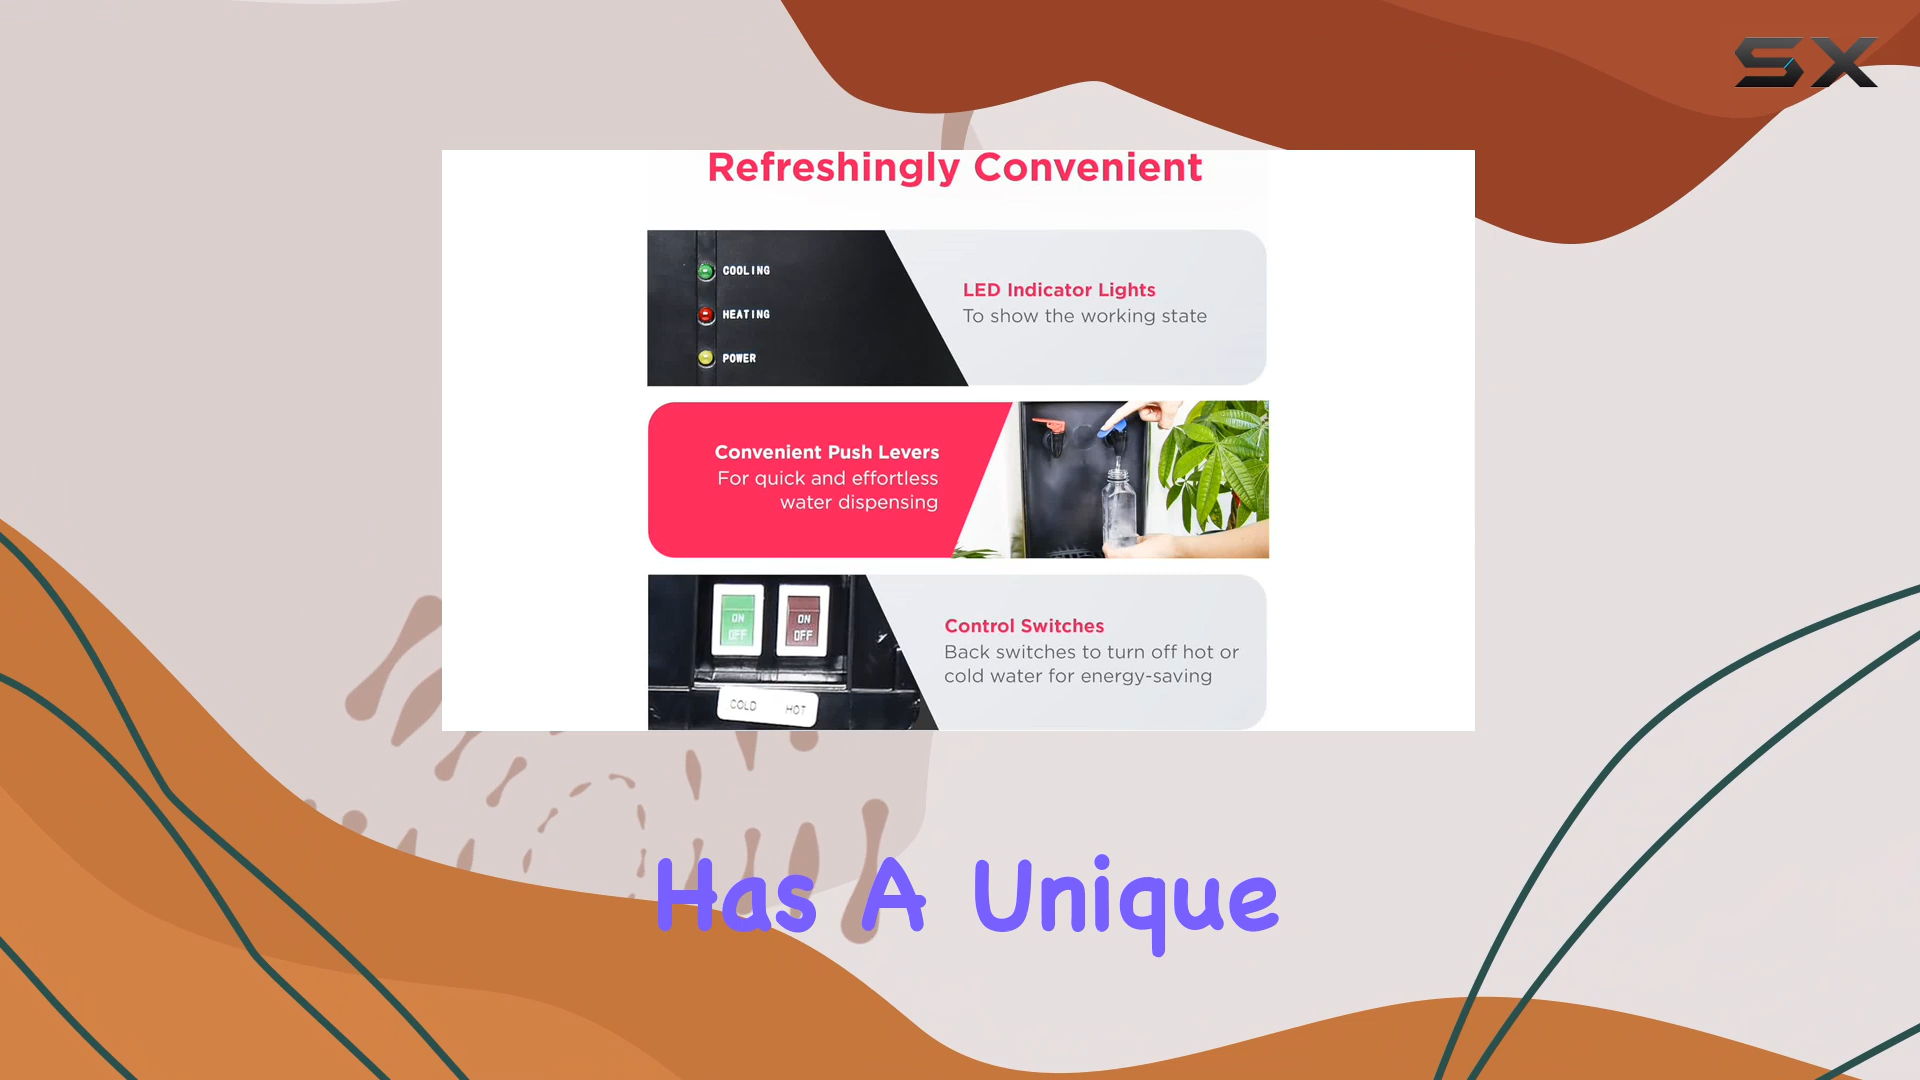 SX
Refreshingly Convenient
COOLING
HEATING
POWER
LED Indicator Lights
To show the working state
Convenient Push Levers
For quick and effortless
water dispensing
ON ON
OFF OFF
COLD HOT
Control Switches
Back switches to turn off hot or
cold water for energy-saving
Has A Unique